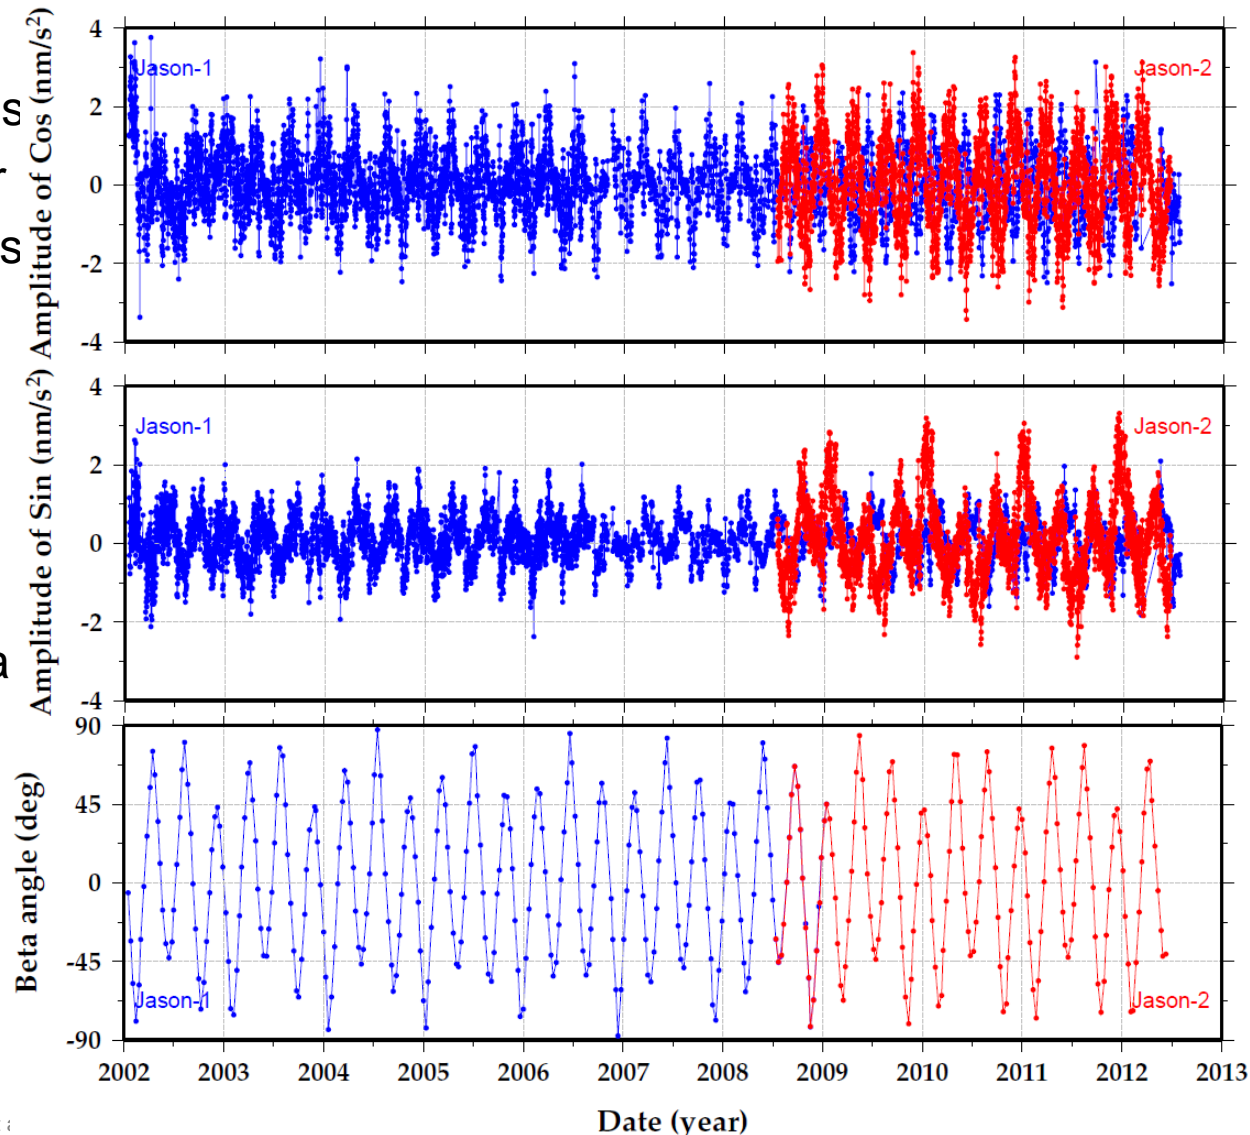 s
r
s
a
Amplitude of Cos (nm/s²)
4
2
0
-2
-4
Jason-1
Jason-2
Amplitude of Sin (nm/s²)
4
2
0
-2
-4
Jason-1
Jason-2
Beta angle (deg)
90
45
0
-45
-90
Jason-1
Jason-2
2002 2003 2004 2005 2006 2007 2008 2009 2010 2011 2012 2013
Date (year)